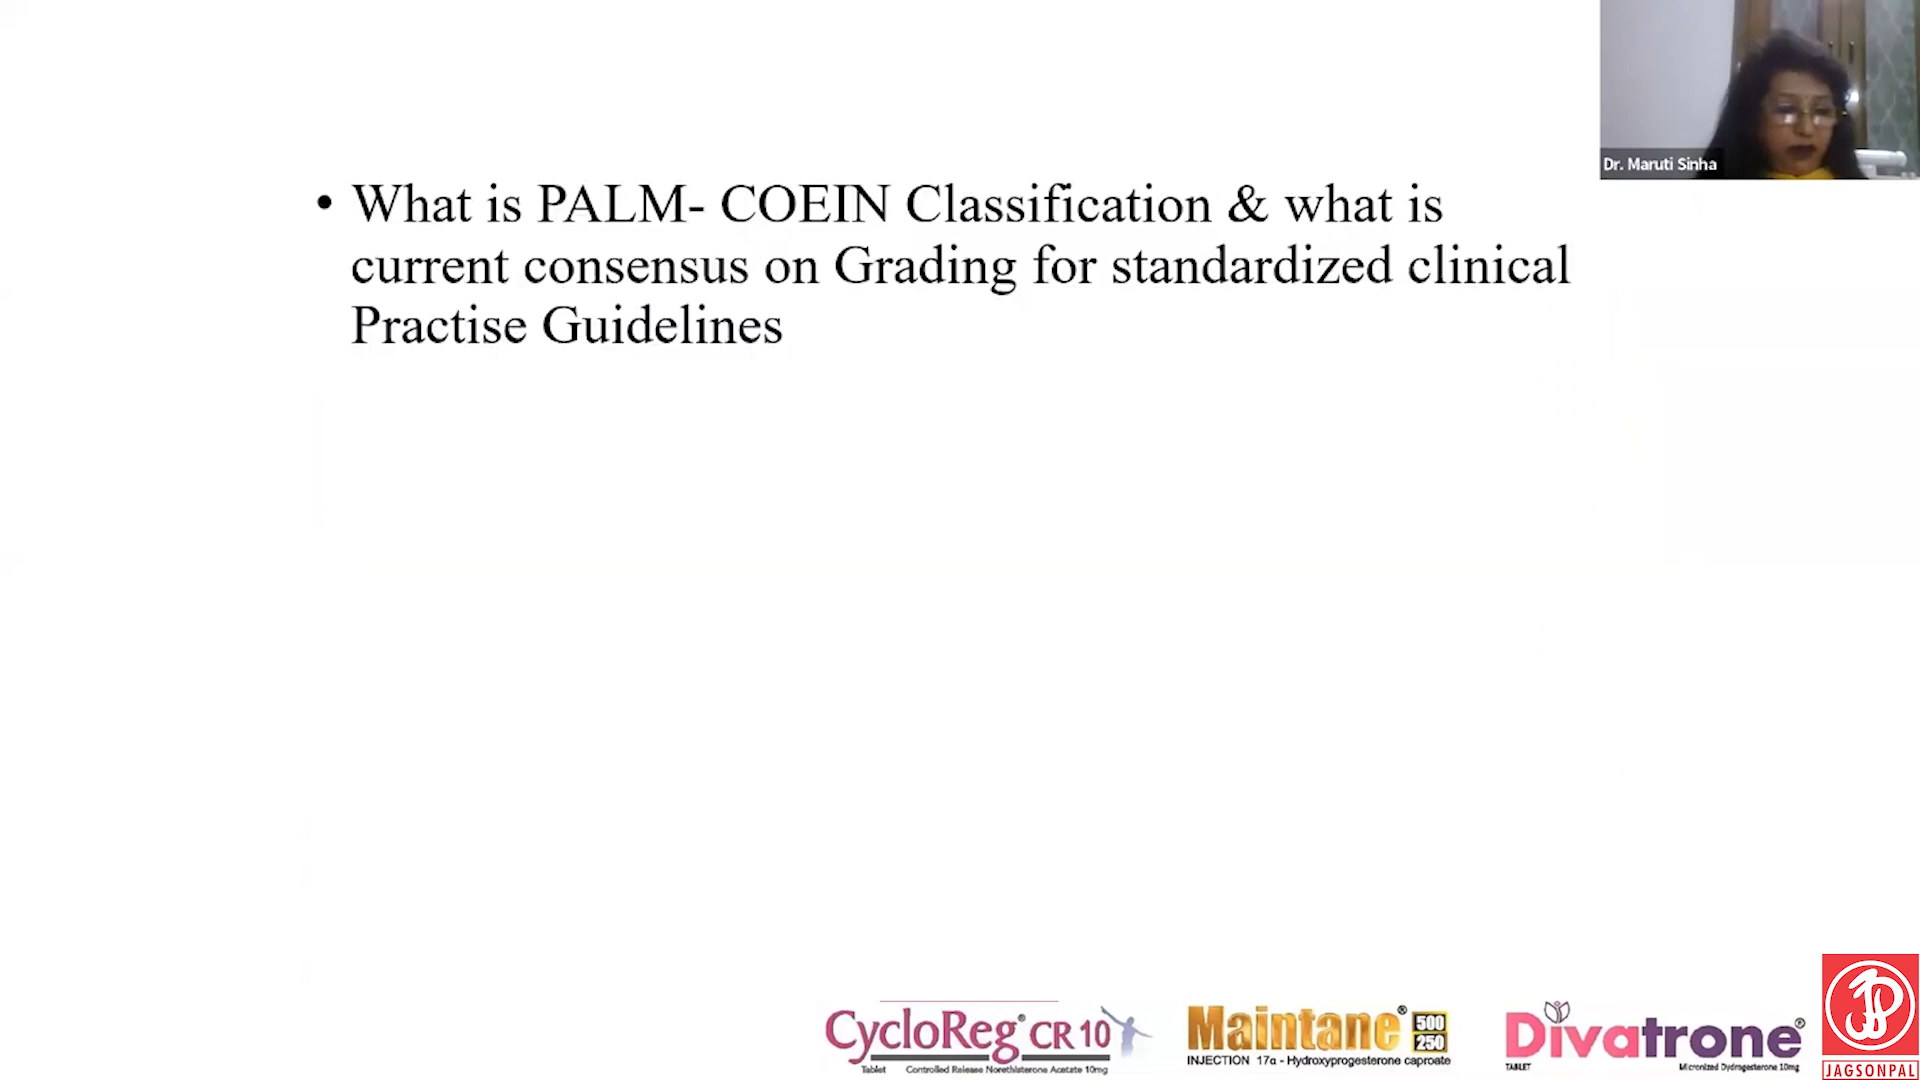 Dr. Maruti Sinha
• What is PALM- COEIN Classification & what is
current consensus on Grading for standardized clinical
Practise Guidelines
CycloReg® CR 10
Tablet Controlled Release Norethisterone Acetate 10mg
Maintane® 500 250
INJECTION 17α - Hydroxyprogesterone caproate
Divatrone®
TABLET Micronized Dydrogesterone 10mg
JAGSONPAL